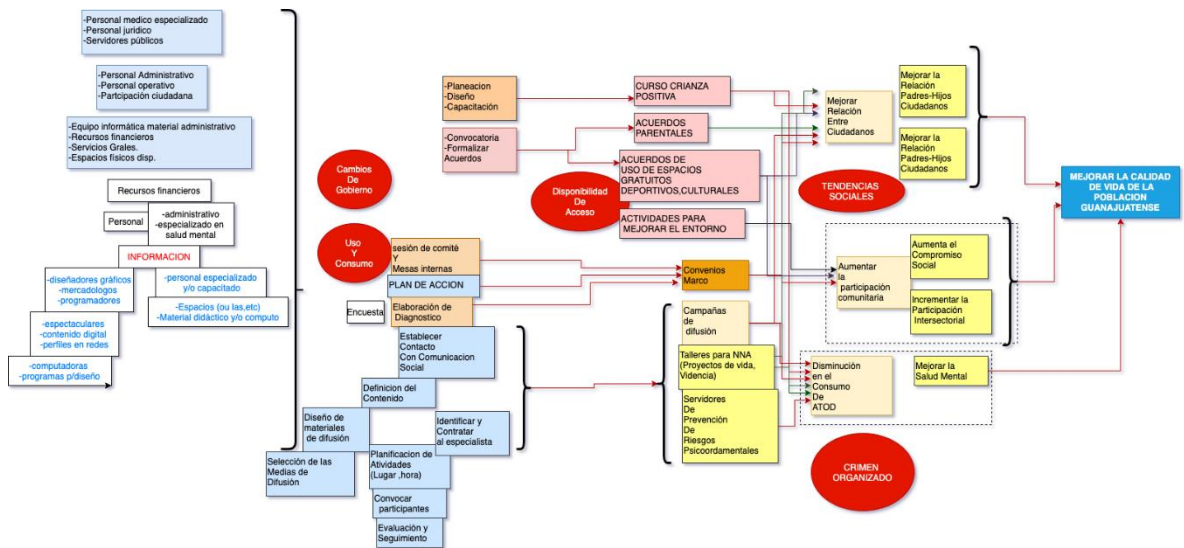 -Personal medico especializado
-Personal juridico
-Servidores públicos
-Personal Administrativo
-Personal operativo
-Partcipación ciudadana
-Equipo informática material administrativo
-Recursos financieros
-Servicios Grales.
-Espacios físicos disp.
Recursos financieros
Personal
-administrativo
-especializado en
salud mental
INFORMACION
-diseñadores gráficos
-mercadologos
-programadores
-personal especializado
y/o capacitado
-Espacios (ou las,etc)
-Material didáctico y/o computo
-espectaculares
-contenido digital
-perfiles en redes
-computadoras
-programas p/diseño
Cambios
De
Gobierno
Uso
Y
Consumo
sesión de comité
Y
Mesas internas
PLAN DE ACCION
Encuesta
Elaboración de
Diagnostico
Establecer
Contacto
Con Comunicacion
Social
Definicion del
Contenido
Diseño de
materiales
de difusión
Identificar y
Contratar
al especialista
Selección de las
Medias de
Difusión
Planificacion de
Atividades
(Lugar ,hora)
Convocar
participantes
Evaluación y
Seguimiento
-Planeacion
-Diseño
-Capacitación
-Convocatoria
-Formalizar
Acuerdos
CURSO CRIANZA
POSITIVA
ACUERDOS
PARENTALES
ACUERDOS DE
USO DE ESPACIOS
GRATUITOS
DEPORTIVOS,CULTURALES
Disponibilidad
De
Acceso
ACTIVIDADES PARA
MEJORAR EL ENTORNO
Convenios
Marco
Campañas
de
difusión
Talleres para NNA
(Proyectos de vida,
Videncia)
Servidores
De
Prevención
De
Riesgos
Psicoordamentales
Mejorar
Relación
Entre
Ciudadanos
Mejorar la
Relación
Padres-Hijos
Ciudadanos
Mejorar la
Relación
Padres-Hijos
Ciudadanos
TENDENCIAS
SOCIALES
Aumentar
la
participación
comunitaria
Aumenta el
Compromiso
Social
Incrementar la
Participación
Intersectorial
Disminución
en el
Consumo
De
ATOD
Mejorar la
Salud Mental
CRIMEN
ORGANIZADO
MEJORAR LA CALIDAD
DE VIDA DE LA
POBLACION
GUANAJUATENSE